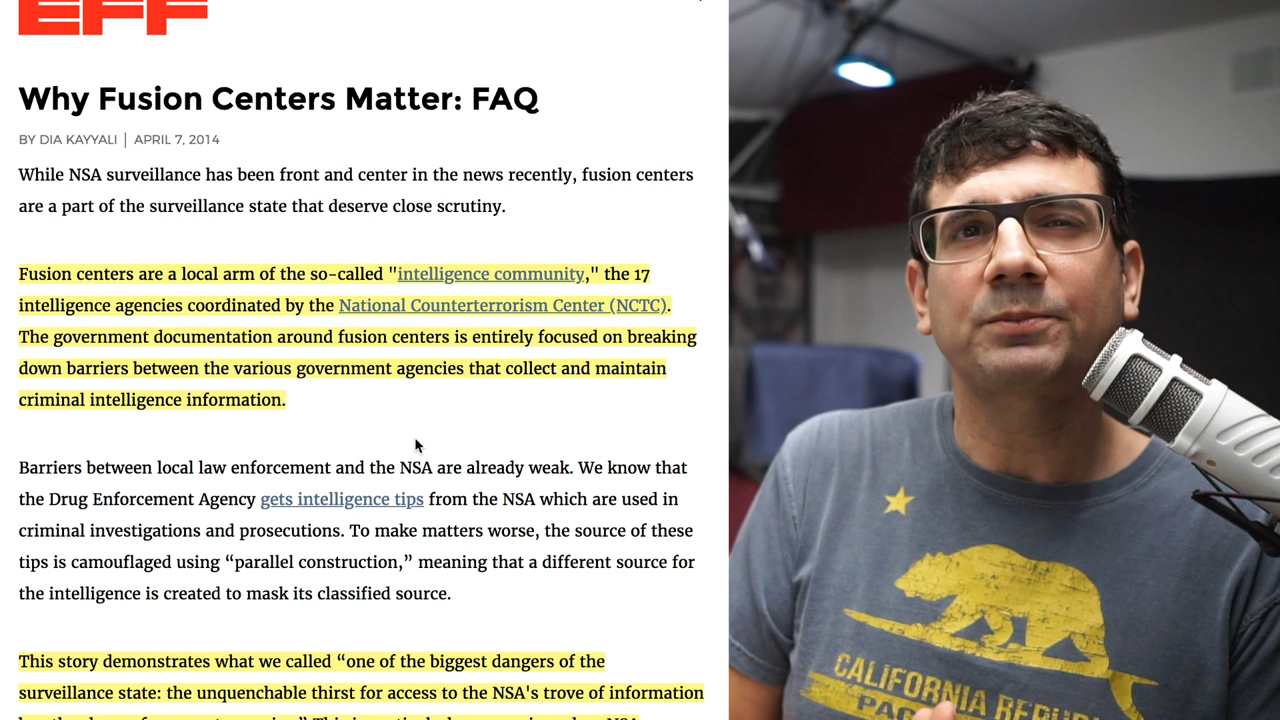 EFF
Why Fusion Centers Matter: FAQ
BY DIA KAYYALI | APRIL 7, 2014
While NSA surveillance has been front and center in the news recently, fusion centers
are a part of the surveillance state that deserve close scrutiny.
Fusion centers are a local arm of the so-called "intelligence community," the 17
intelligence agencies coordinated by the National Counterterrorism Center (NCTC).
The government documentation around fusion centers is entirely focused on breaking
down barriers between the various government agencies that collect and maintain
criminal intelligence information.
Barriers between local law enforcement and the NSA are already weak. We know that
the Drug Enforcement Agency gets intelligence tips from the NSA which are used in
criminal investigations and prosecutions. To make matters worse, the source of these
tips is camouflaged using “parallel construction,” meaning that a different source for
the intelligence is created to mask its classified source.
This story demonstrates what we called “one of the biggest dangers of the
surveillance state: the unquenchable thirst for access to the NSA's trove of information
CALIFORNIA REPUBLIC